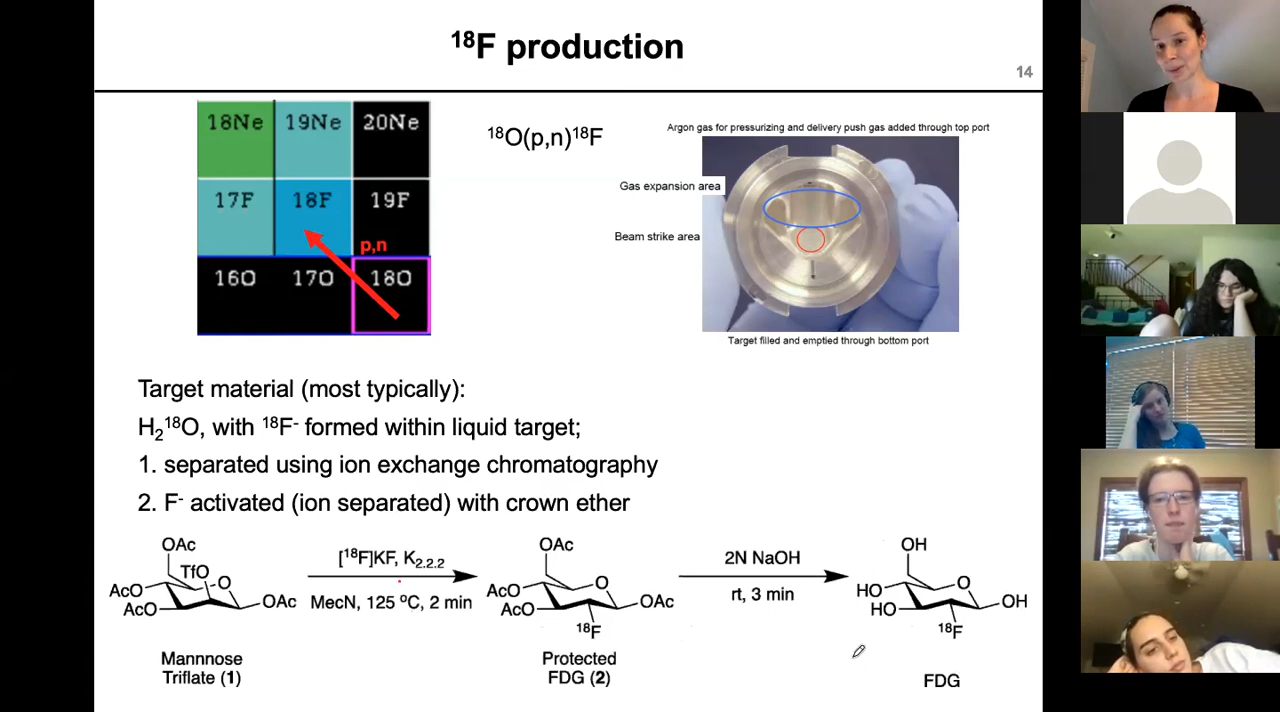 ¹⁸F production
14
18Ne 19Ne 20Ne
17F 18F 19F
p,n
16O 17O 18O
¹⁸O(p,n)¹⁸F
Argon gas for pressurizing and delivery push gas added through top port
Gas expansion area
Beam strike area
Target filled and emptied through bottom port
Target material (most typically):
H₂¹⁸O, with ¹⁸F⁻ formed within liquid target;
1. separated using ion exchange chromatography
2. F⁻ activated (ion separated) with crown ether
OAc
TfO
O
AcO
AcO
OAc
Mannnose
Triflate (1)
[¹⁸F]KF, K₂.₂.₂
MecN, 125 ºC, 2 min
OAc
O
AcO
AcO
OAc
¹⁸F
Protected
FDG (2)
2N NaOH
rt, 3 min
OH
O
HO
HO
OH
¹⁸F
FDG